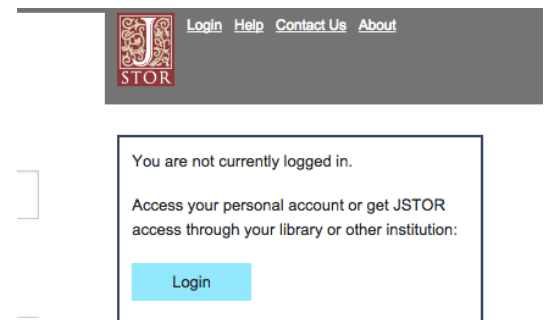 Login Help Contact Us About
J
STOR
You are not currently logged in.
Access your personal account or get JSTOR
access through your library or other institution:
Login